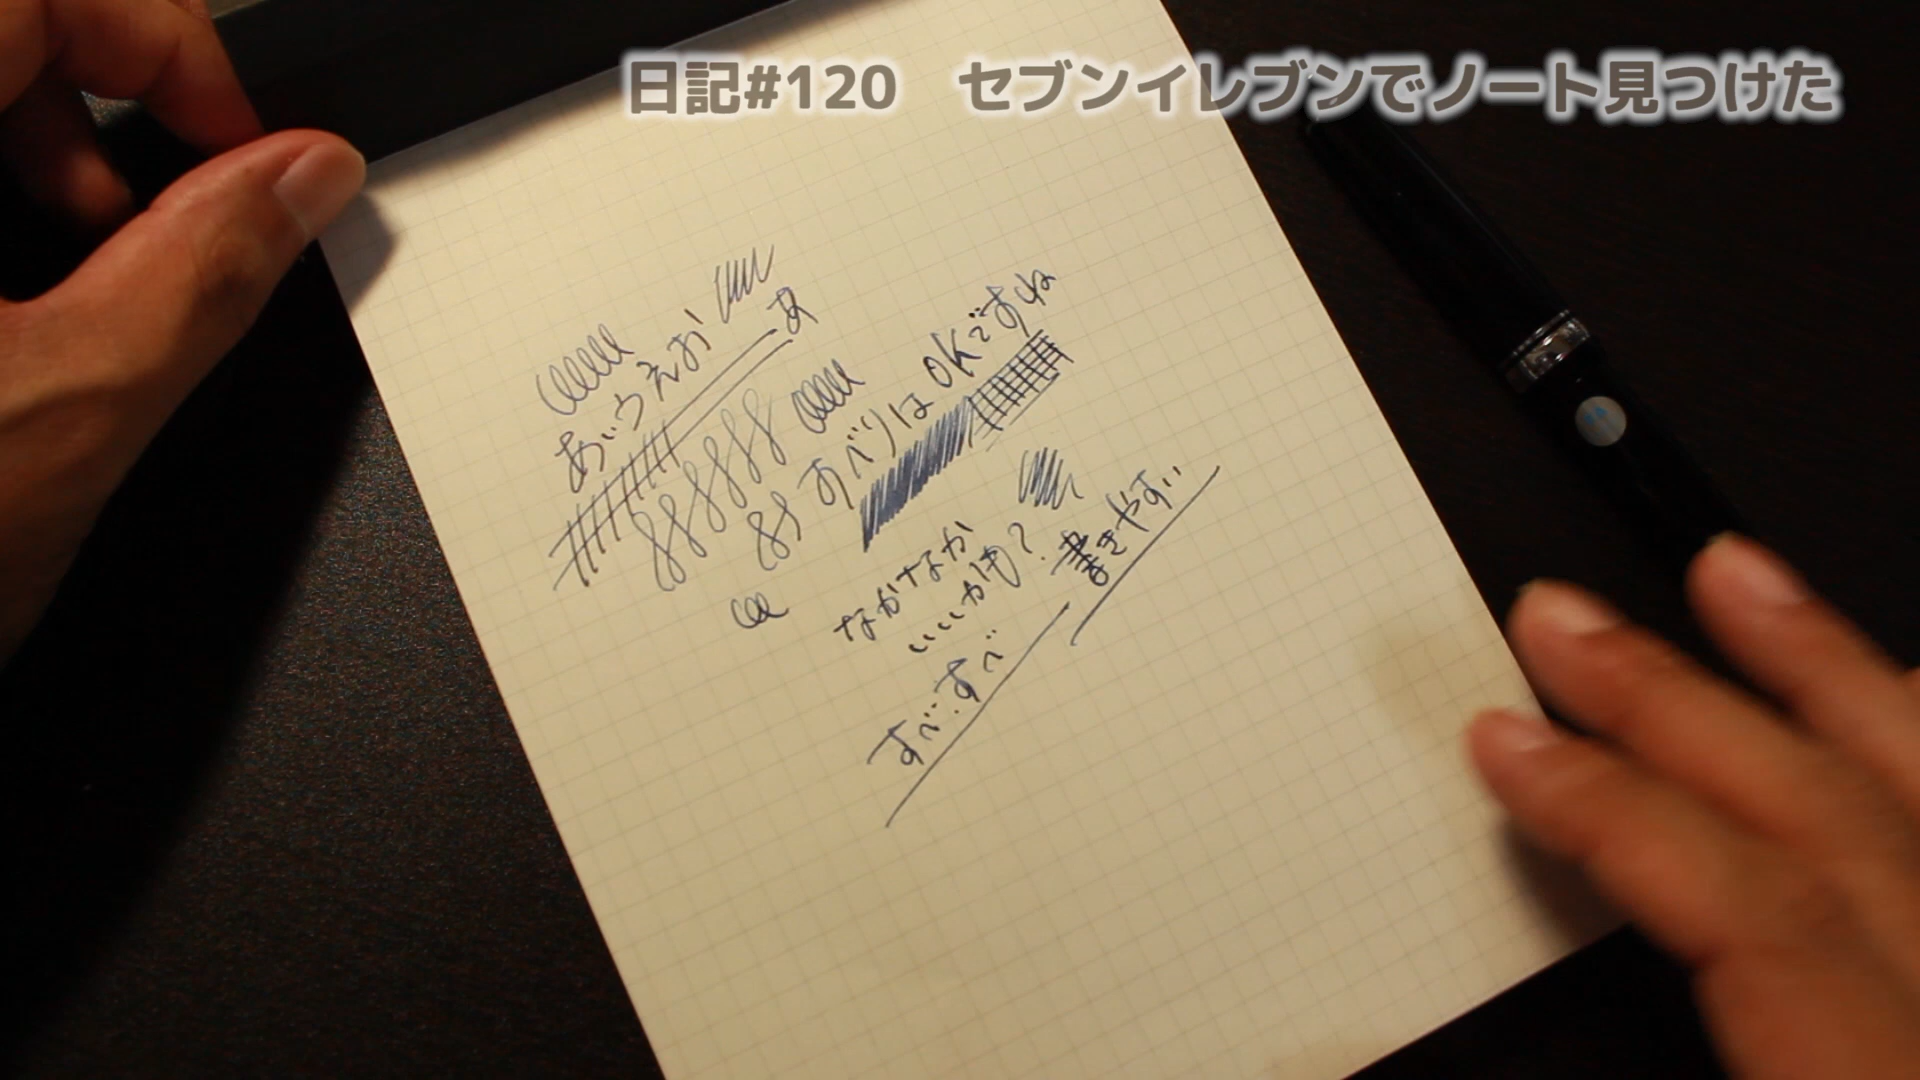 日記#120　セブンイレブンでノート見つけた
あいうえお
あ
すべりはOKですね
なかなか
いいかも?
書きやすい
すべすべ